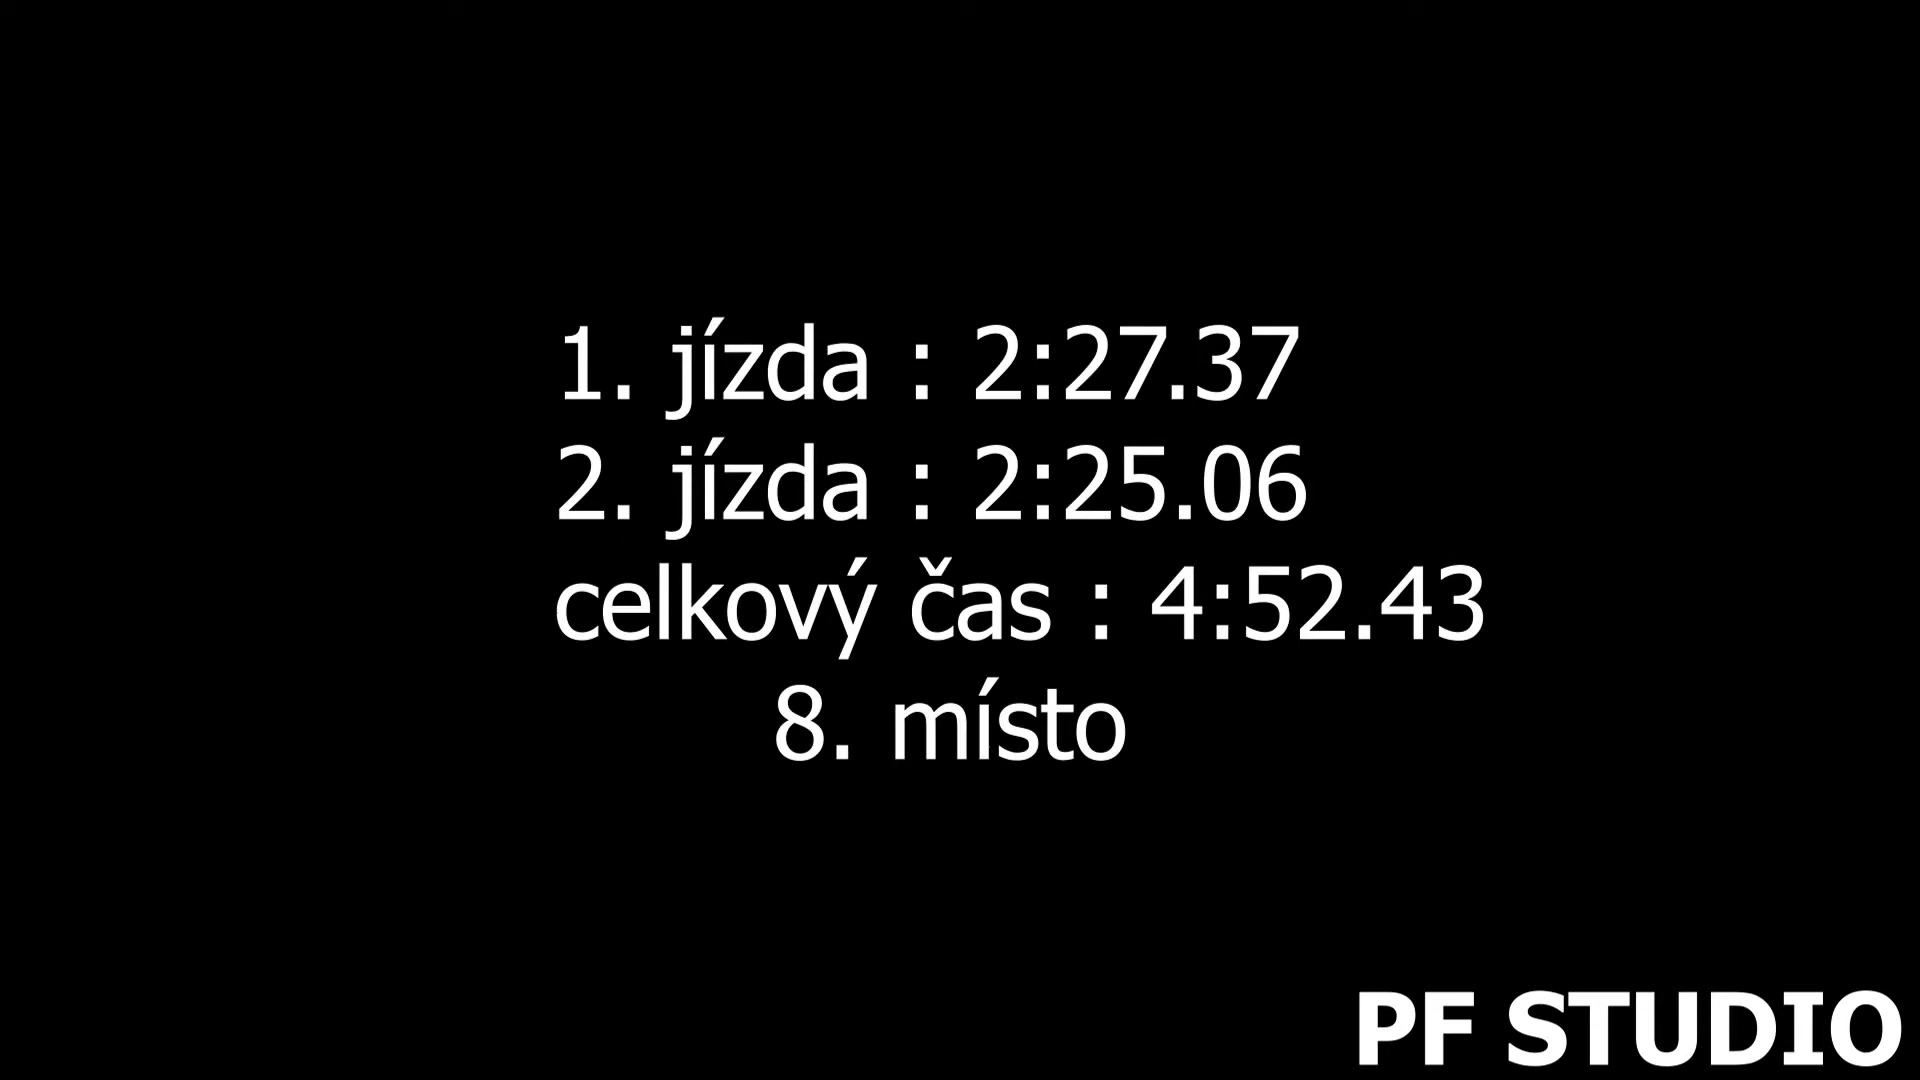 1. jízda : 2:27.37
2. jízda : 2:25.06
celkový čas : 4:52.43
8. místo
PF STUDIO